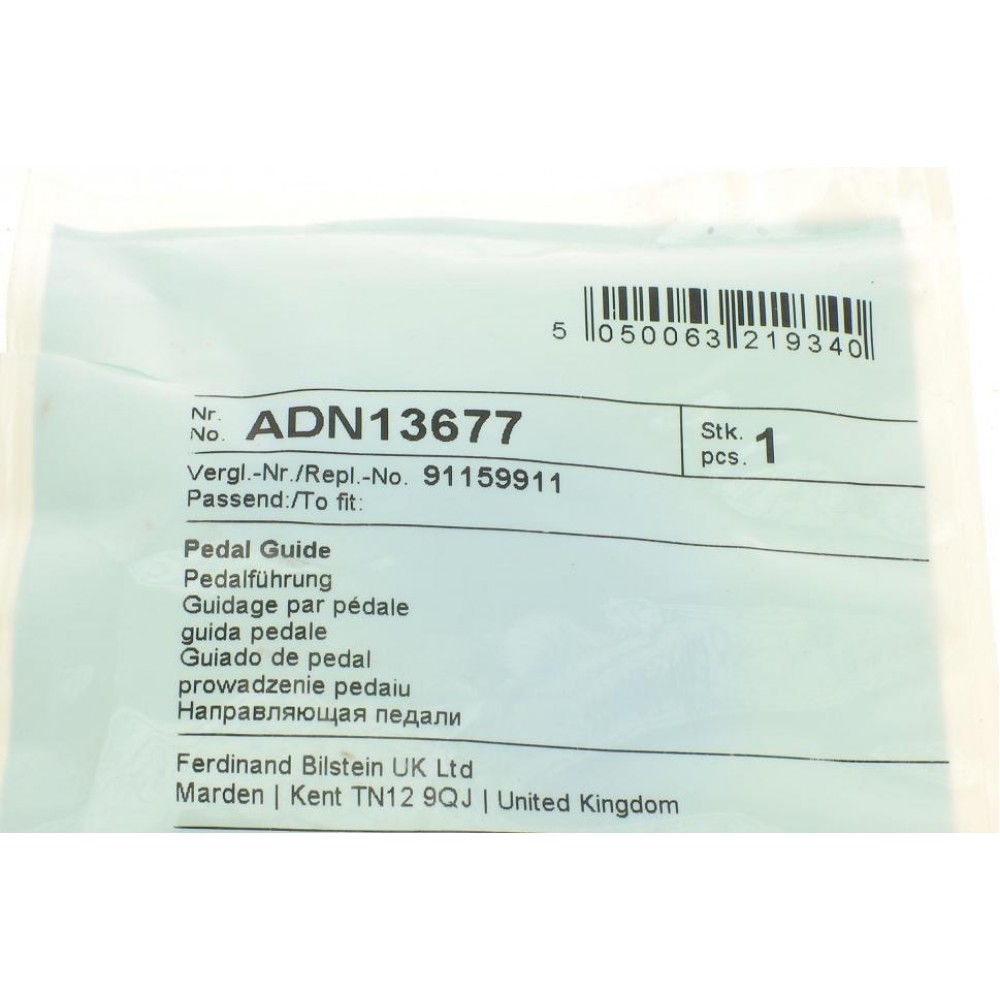 5 050063 219340
Nr.
No. ADN13677
Stk.
pcs. 1
Vergl.-Nr./Repl.-No. 91159911
Passend:/To fit:
Pedal Guide
Pedalführung
Guidage par pédale
guida pedale
Guiado de pedal
prowadzenie pedaiu
Направляющая педали
Ferdinand Bilstein UK Ltd
Marden | Kent TN12 9QJ | United Kingdom